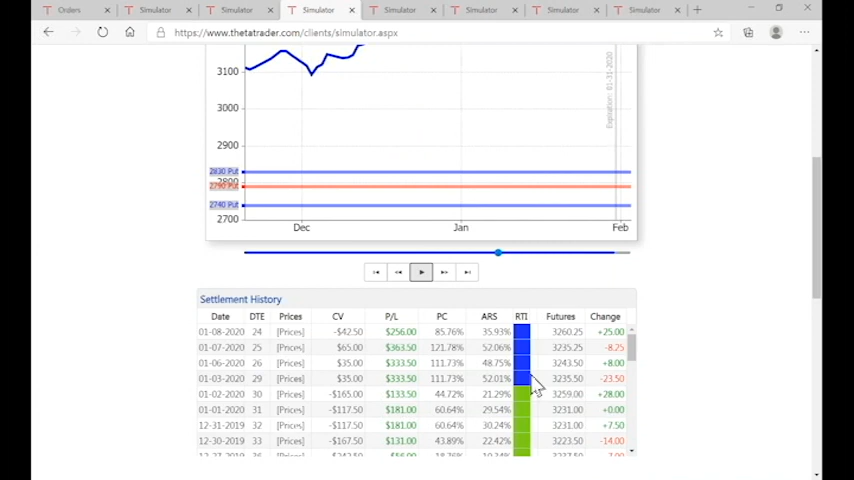 Orders Simulator Simulator Simulator Simulator Simulator Simulator Simulator
https://www.thetatrader.com/clients/simulator.aspx
3100
3000
2900
2830 Put
2800
2790 Put
2740 Put
2700
Dec Jan Feb
Expiration: 01-31-2020
Settlement History
Date DTE Prices CV P/L PC ARS RTI Futures Change
01-08-2020 24 [Prices] -$42.50 $256.00 85.76% 35.93% 3260.25 +25.00
01-07-2020 25 [Prices] $65.00 $363.50 121.78% 52.06% 3235.25 -8.25
01-06-2020 26 [Prices] $35.00 $333.50 111.73% 48.75% 3243.50 +8.00
01-03-2020 29 [Prices] $35.00 $333.50 111.73% 52.01% 3235.50 -23.50
01-02-2020 30 [Prices] -$165.00 $133.50 44.72% 21.29% 3259.00 +28.00
01-01-2020 31 [Prices] -$117.50 $181.00 60.64% 29.54% 3231.00 +0.00
12-31-2019 32 [Prices] -$117.50 $181.00 60.64% 30.24% 3231.00 +7.50
12-30-2019 33 [Prices] -$167.50 $131.00 43.89% 22.42% 3223.50 -14.00